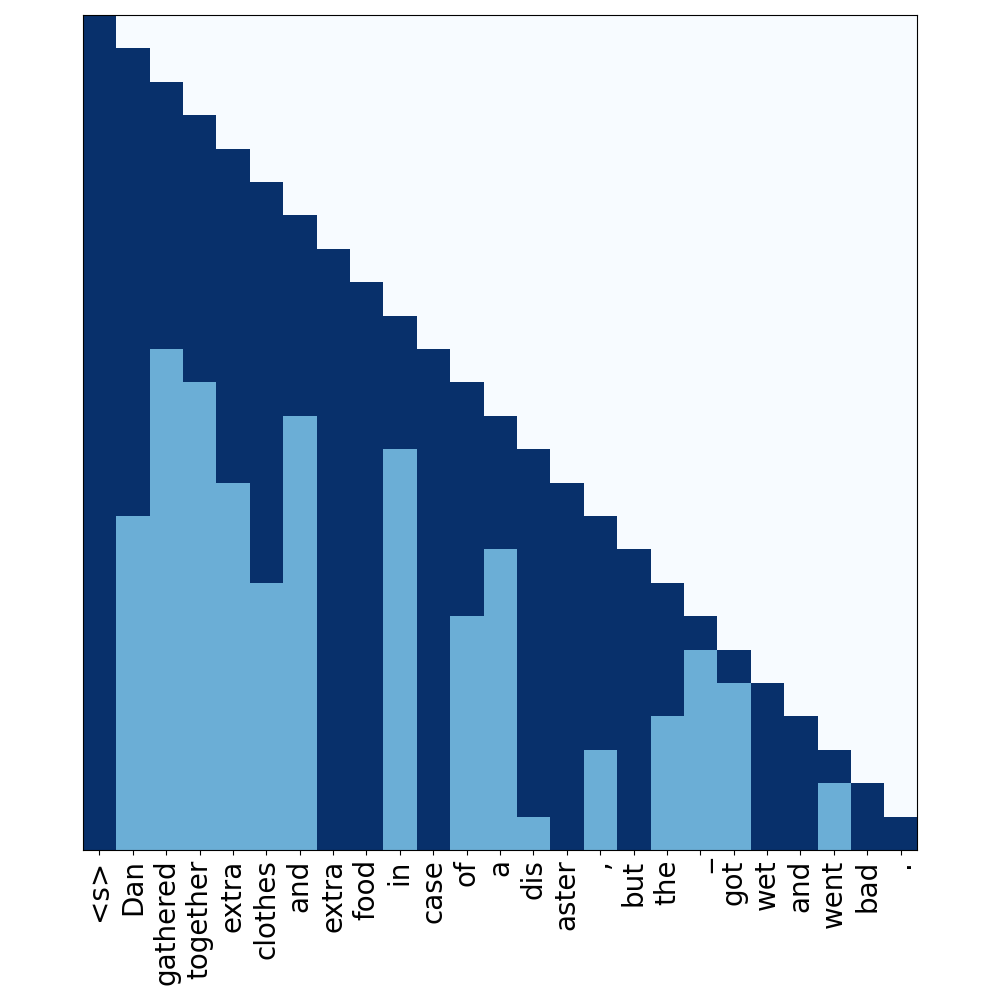 <s>
Dan
gathered
together
extra
clothes
and
extra
food
in
case
of
a
dis
aster
,
but
the
_
got
wet
and
went
bad
.